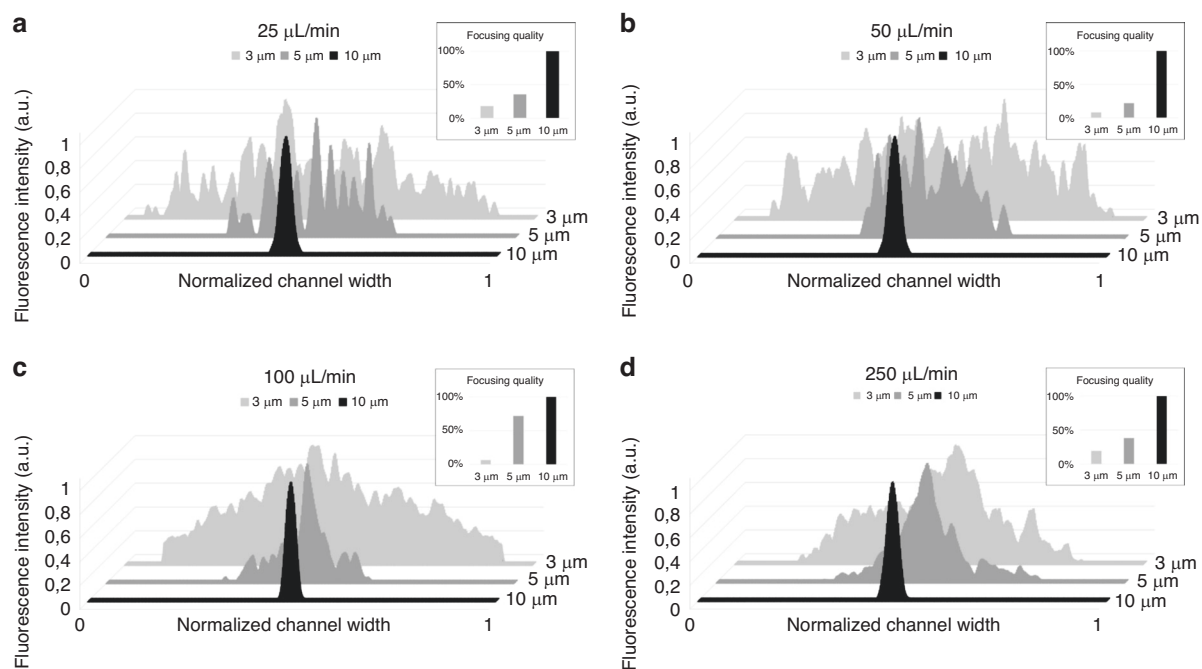 a
25 μL/min
3 μm 5 μm 10 μm
Focusing quality
100%
50%
0%
3 μm 5 μm 10 μm
Fluorescence intensity (a.u.)
1
0,8
0,6
0,4
0,2
0
3 μm
5 μm
10 μm
0 Normalized channel width 1
b
50 μL/min
3 μm 5 μm 10 μm
Focusing quality
100%
50%
0%
3 μm 5 μm 10 μm
Fluorescence intensity (a.u.)
1
0,8
0,6
0,4
0,2
0
3 μm
5 μm
10 μm
0 Normalized channel width 1
c
100 μL/min
3 μm 5 μm 10 μm
Focusing quality
100%
50%
0%
3 μm 5 μm 10 μm
Fluorescence intensity (a.u.)
1
0,8
0,6
0,4
0,2
0
3 μm
5 μm
10 μm
0 Normalized channel width 1
d
250 μL/min
3 μm 5 μm 10 μm
Focusing quality
100%
50%
0%
3 μm 5 μm 10 μm
Fluorescence intensity (a.u.)
1
0,8
0,6
0,4
0,2
0
3 μm
5 μm
10 μm
0 Normalized channel width 1